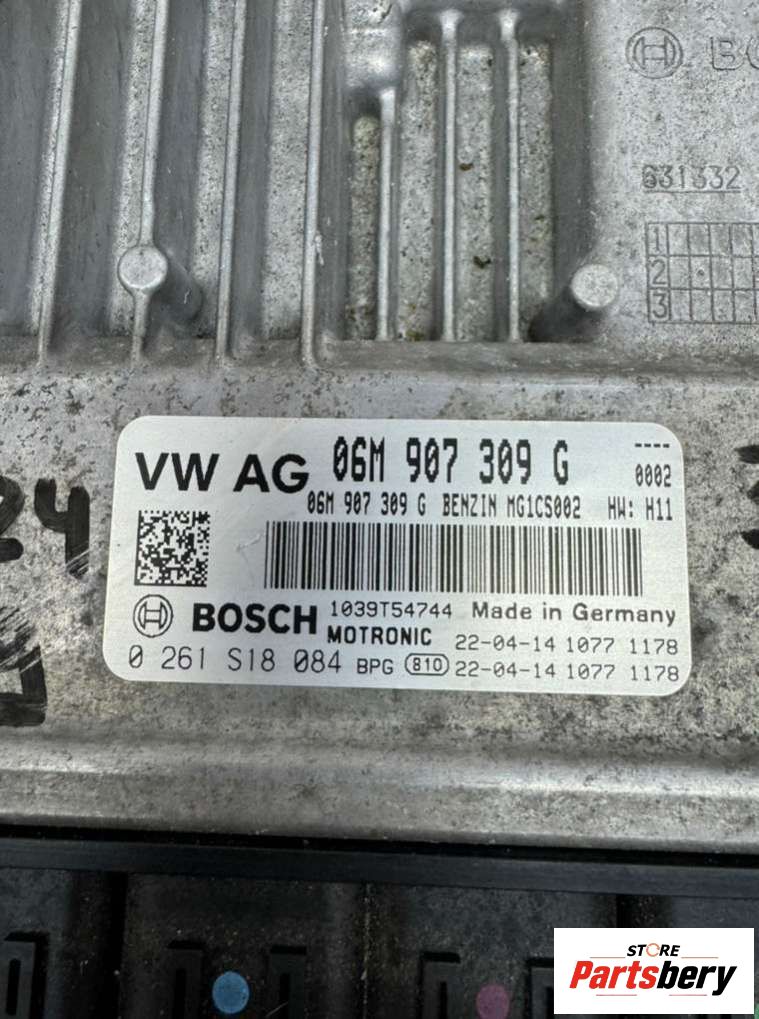 631332
1
2
3
24
VW AG 06M 907 309 G ----
0002
06M 907 309 G BENZIN MG1CS002 HW: H11
BOSCH 1039T54744 Made in Germany
MOTRONIC 22-04-14 1077 1178
0 261 S18 084 BPG 810 22-04-14 1077 1178
STORE
Partsbery